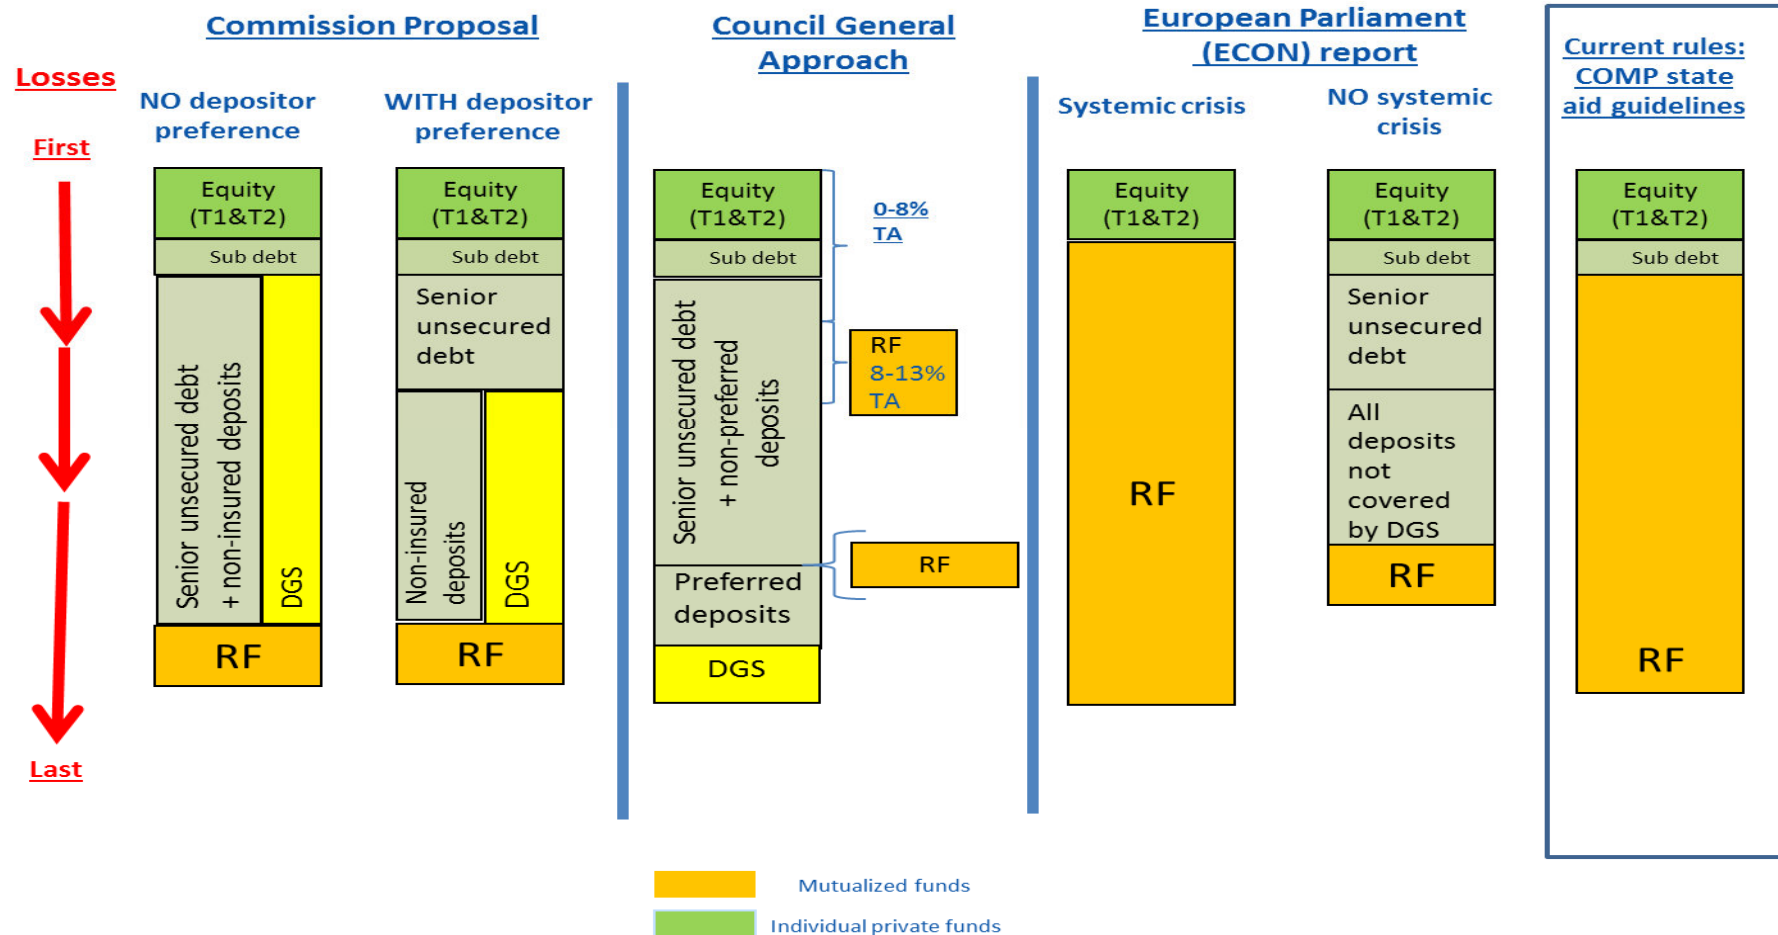 Commission Proposal
Council General
Approach
European Parliament
(ECON) report
Current rules:
COMP state
aid guidelines
Losses
First
Last
NO depositor
preference
WITH depositor
preference
Systemic crisis
NO systemic
crisis
Equity
(T1&T2)
Sub debt
Senior unsecured debt
+ non-insured deposits
DGS
RF
Equity
(T1&T2)
Sub debt
Senior
unsecured
debt
Non-insured
deposits
DGS
RF
Equity
(T1&T2)
Sub debt
Senior unsecured debt
+ non-preferred
deposits
Preferred
deposits
DGS
0-8%
TA
RF
8-13%
TA
RF
Equity
(T1&T2)
RF
Equity
(T1&T2)
Sub debt
Senior
unsecured
debt
All
deposits
not
covered
by DGS
RF
Equity
(T1&T2)
Sub debt
RF
Mutualized funds
Individual private funds